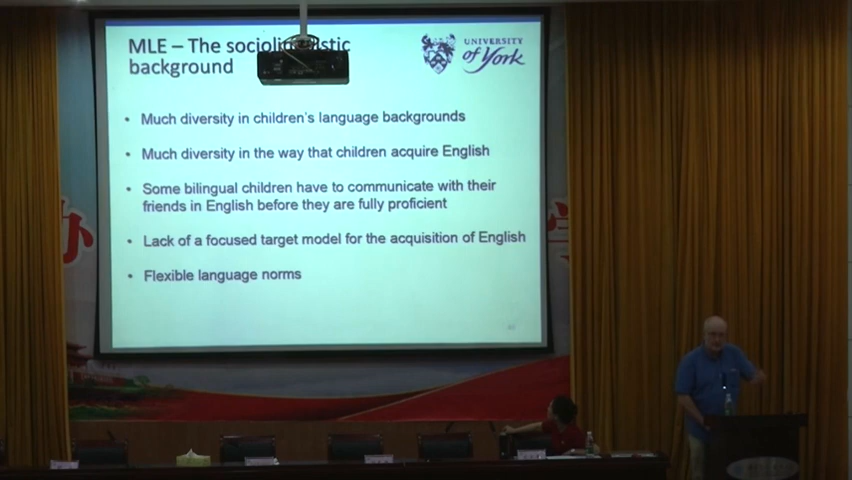 MLE – The sociolinguistic
background
UNIVERSITY
of York
• Much diversity in children's language backgrounds
• Much diversity in the way that children acquire English
• Some bilingual children have to communicate with their
friends in English before they are fully proficient
• Lack of a focused target model for the acquisition of English
• Flexible language norms